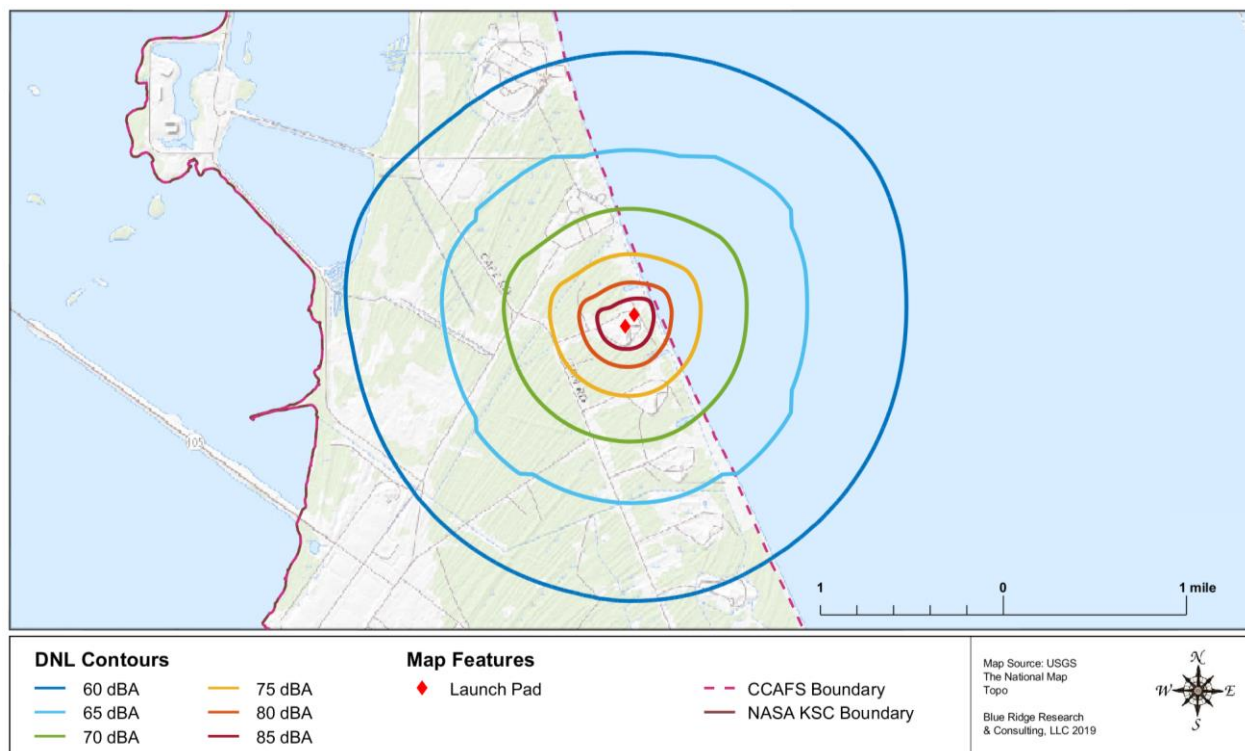 105
1
0
1 mile
DNL Contours
60 dBA
65 dBA
70 dBA
75 dBA
80 dBA
85 dBA
Map Features
Launch Pad
CCAFS Boundary
NASA KSC Boundary
Map Source: USGS
The National Map
Topo
Blue Ridge Research
& Consulting, LLC 2019
N
W
E
S